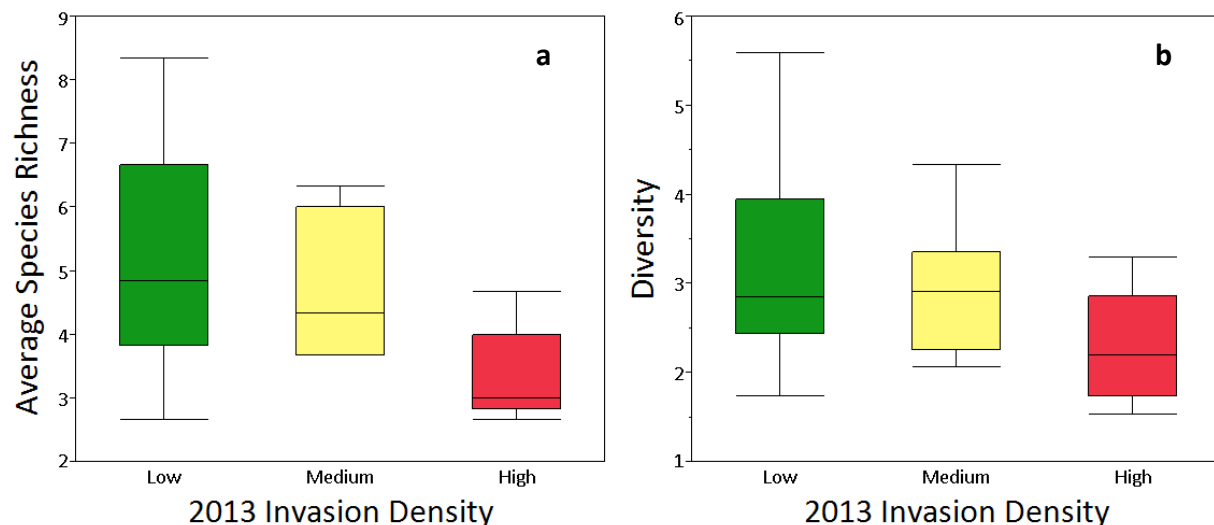 Average Species Richness
9
8
7
6
5
4
3
2
a
Low Medium High
2013 Invasion Density
Diversity
6
5
4
3
2
1
b
Low Medium High
2013 Invasion Density